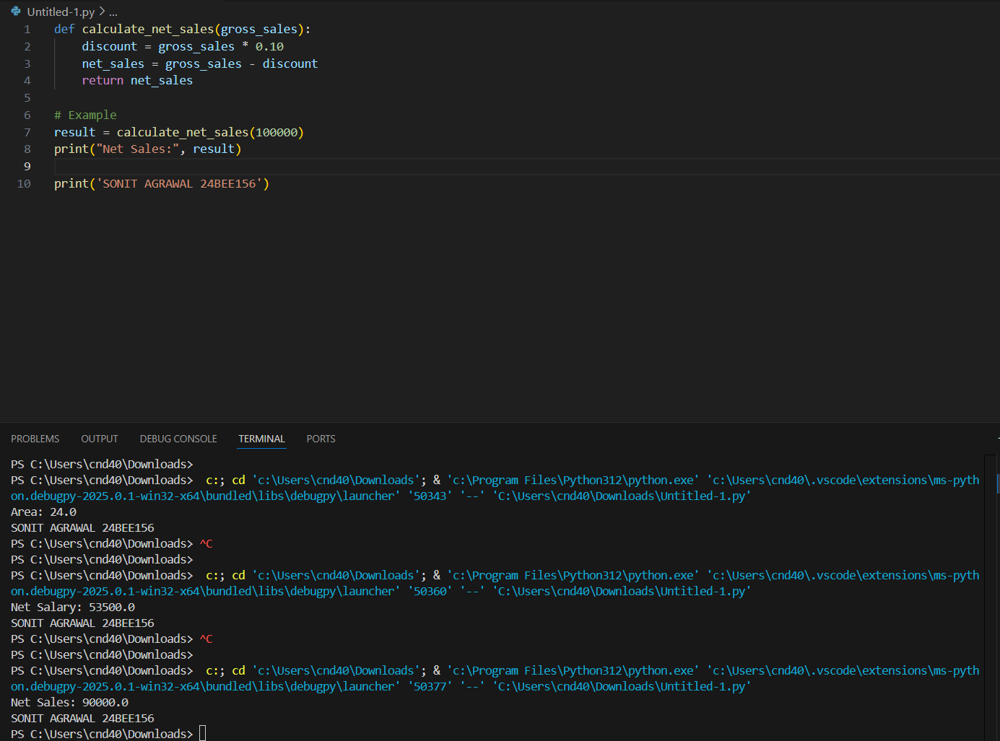 Untitled-1.py > ...
1 def calculate_net_sales(gross_sales):
2     discount = gross_sales * 0.10
3     net_sales = gross_sales - discount
4     return net_sales
5
6 # Example
7 result = calculate_net_sales(100000)
8 print("Net Sales:", result)
9
10 print('SONIT AGRAWAL 24BEE156')
PROBLEMS OUTPUT DEBUG CONSOLE TERMINAL PORTS
PS C:\Users\cnd40\Downloads>
PS C:\Users\cnd40\Downloads>  c:; cd 'c:\Users\cnd40\Downloads'; & 'c:\Program Files\Python312\python.exe' 'c:\Users\cnd40\.vscode\extensions\ms-pyth
on.debugpy-2025.0.1-win32-x64\bundled\libs\debugpy\launcher' '50343' '--' 'C:\Users\cnd40\Downloads\Untitled-1.py'
Area: 24.0
SONIT AGRAWAL 24BEE156
PS C:\Users\cnd40\Downloads> ^C
PS C:\Users\cnd40\Downloads>
PS C:\Users\cnd40\Downloads>  c:; cd 'c:\Users\cnd40\Downloads'; & 'c:\Program Files\Python312\python.exe' 'c:\Users\cnd40\.vscode\extensions\ms-pyth
on.debugpy-2025.0.1-win32-x64\bundled\libs\debugpy\launcher' '50360' '--' 'C:\Users\cnd40\Downloads\Untitled-1.py'
Net Salary: 53500.0
SONIT AGRAWAL 24BEE156
PS C:\Users\cnd40\Downloads> ^C
PS C:\Users\cnd40\Downloads>
PS C:\Users\cnd40\Downloads>  c:; cd 'c:\Users\cnd40\Downloads'; & 'c:\Program Files\Python312\python.exe' 'c:\Users\cnd40\.vscode\extensions\ms-pyth
on.debugpy-2025.0.1-win32-x64\bundled\libs\debugpy\launcher' '50377' '--' 'C:\Users\cnd40\Downloads\Untitled-1.py'
Net Sales: 90000.0
SONIT AGRAWAL 24BEE156
PS C:\Users\cnd40\Downloads>